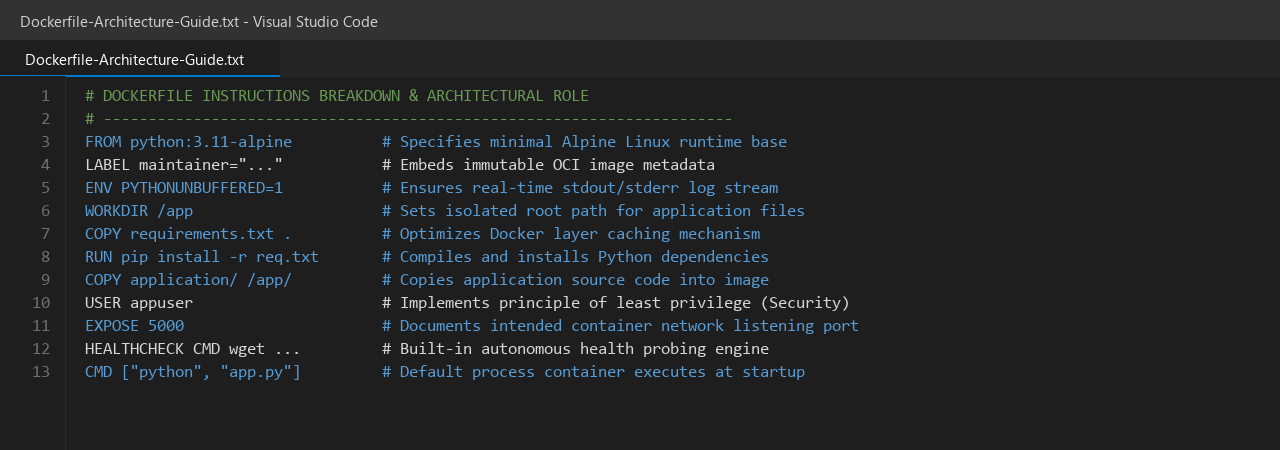 Dockerfile-Architecture-Guide.txt - Visual Studio Code
Dockerfile-Architecture-Guide.txt
1 # DOCKERFILE INSTRUCTIONS BREAKDOWN & ARCHITECTURAL ROLE
2 # ----------------------------------------------------------------------
3 FROM python:3.11-alpine # Specifies minimal Alpine Linux runtime base
4 LABEL maintainer="..." # Embeds immutable OCI image metadata
5 ENV PYTHONUNBUFFERED=1 # Ensures real-time stdout/stderr log stream
6 WORKDIR /app # Sets isolated root path for application files
7 COPY requirements.txt . # Optimizes Docker layer caching mechanism
8 RUN pip install -r req.txt # Compiles and installs Python dependencies
9 COPY application/ /app/ # Copies application source code into image
10 USER appuser # Implements principle of least privilege (Security)
11 EXPOSE 5000 # Documents intended container network listening port
12 HEALTHCHECK CMD wget ... # Built-in autonomous health probing engine
13 CMD ["python", "app.py"] # Default process container executes at startup